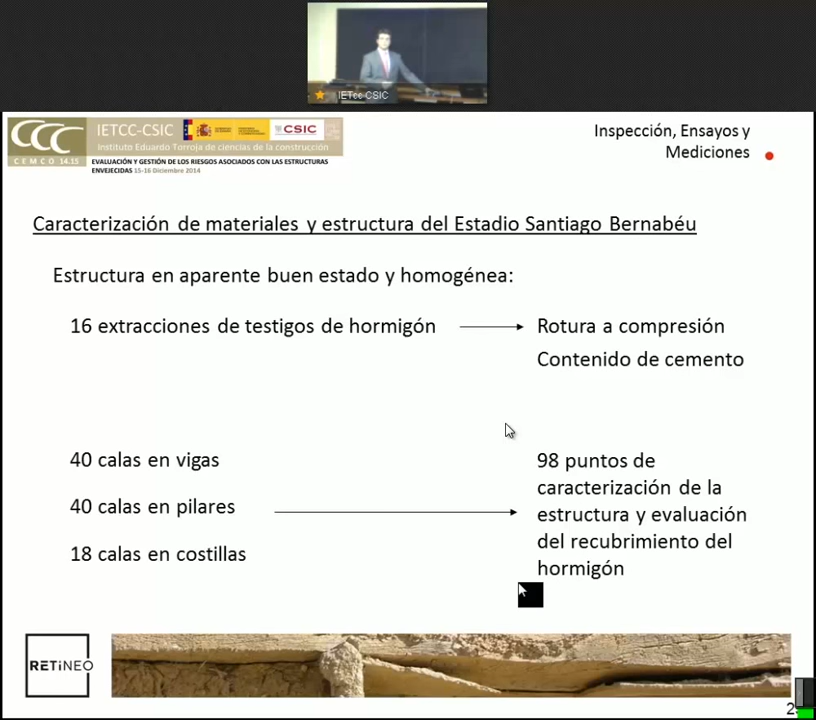 IETcc CSIC
CCC
CEMCO 14.15
IETCC-CSIC
CSIC
Instituto Eduardo Torroja de ciencias de la construcción
EVALUACIÓN Y GESTIÓN DE LOS RIESGOS ASOCIADOS CON LAS ESTRUCTURAS
ENVEJECIDAS 15-16 Diciembre 2014
Inspección, Ensayos y
Mediciones
Caracterización de materiales y estructura del Estadio Santiago Bernabéu
Estructura en aparente buen estado y homogénea:
16 extracciones de testigos de hormigón
Rotura a compresión
Contenido de cemento
40 calas en vigas
40 calas en pilares
18 calas en costillas
98 puntos de
caracterización de la
estructura y evaluación
del recubrimiento del
hormigón
RETiNEO